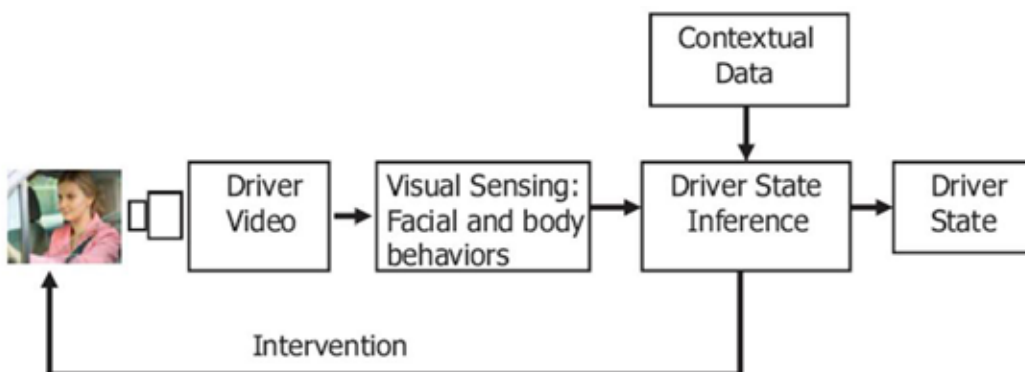 Contextual
Data
Driver
Video
Visual Sensing:
Facial and body
behaviors
Driver State
Inference
Driver
State
Intervention